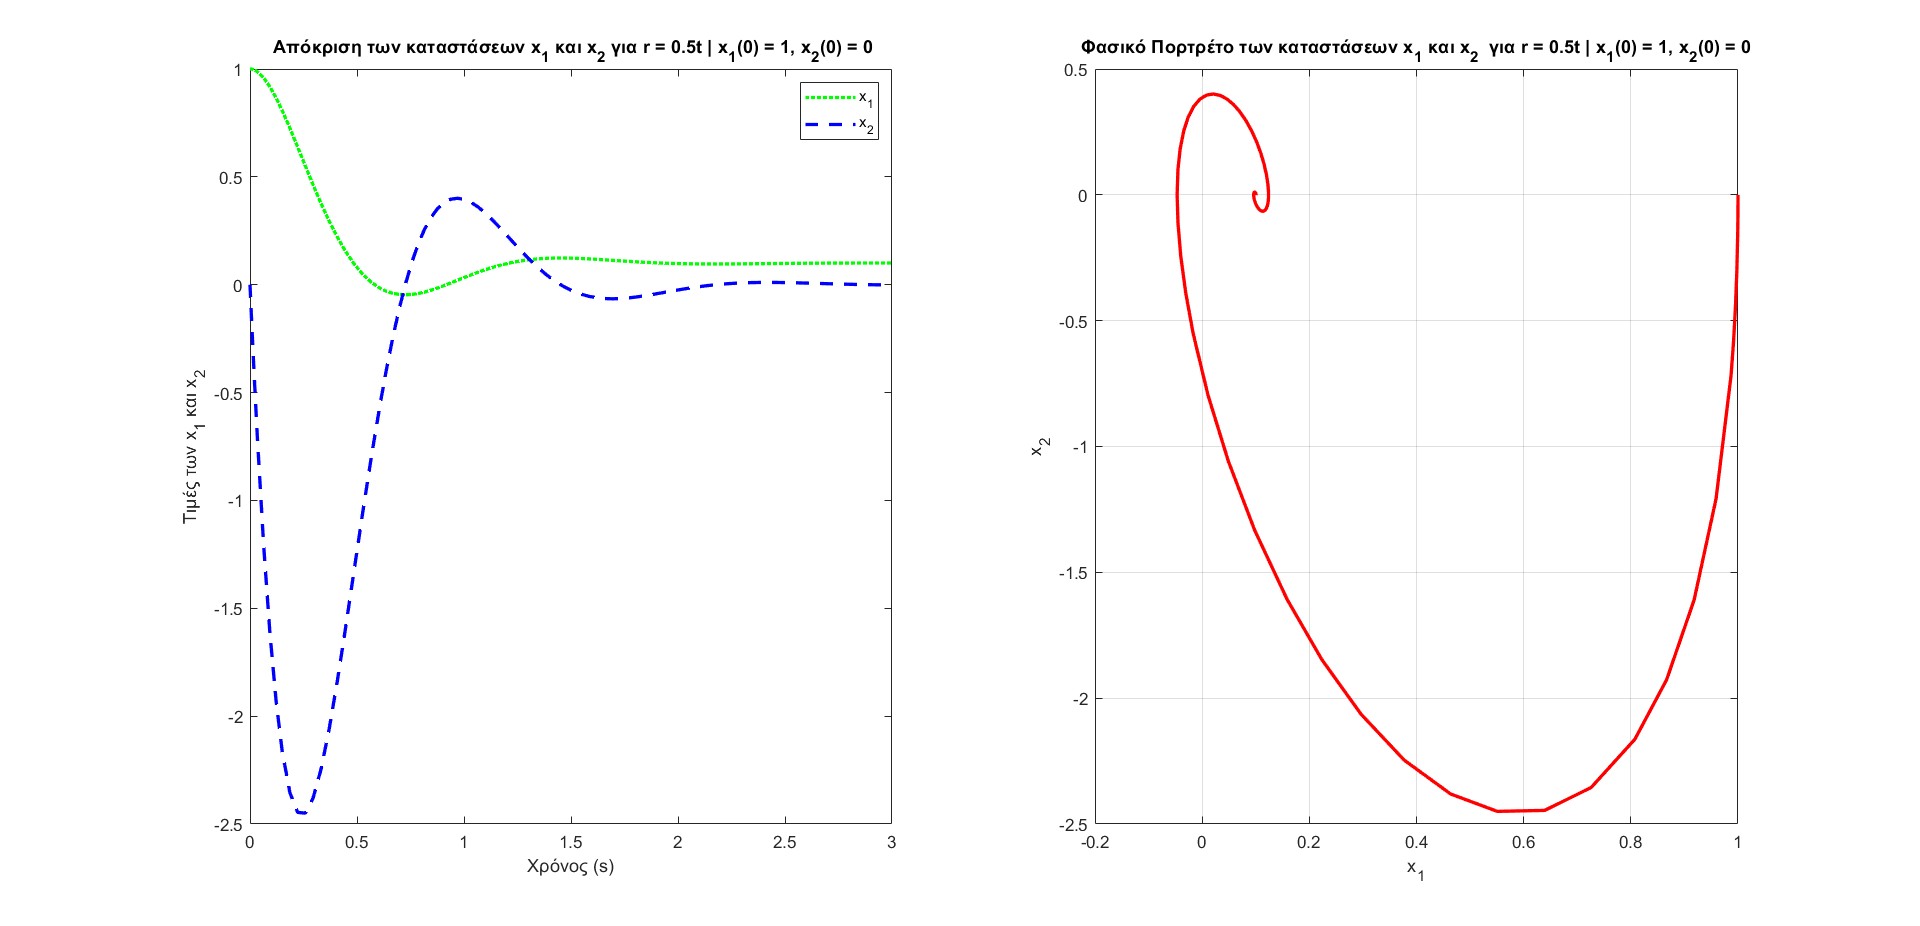 Απόκριση των καταστάσεων x1 και x2 για r = 0.5t | x1(0) = 1, x2(0) = 0
1
0.5
0
-0.5
-1
-1.5
-2
-2.5
0 0.5 1 1.5 2 2.5 3
Χρόνος (s)
Τιμές των x1 και x2
x1
x2
Φασικό Πορτρέτο των καταστάσεων x1 και x2 για r = 0.5t | x1(0) = 1, x2(0) = 0
0.5
0
-0.5
-1
-1.5
-2
-2.5
-0.2 0 0.2 0.4 0.6 0.8 1
x1
x2